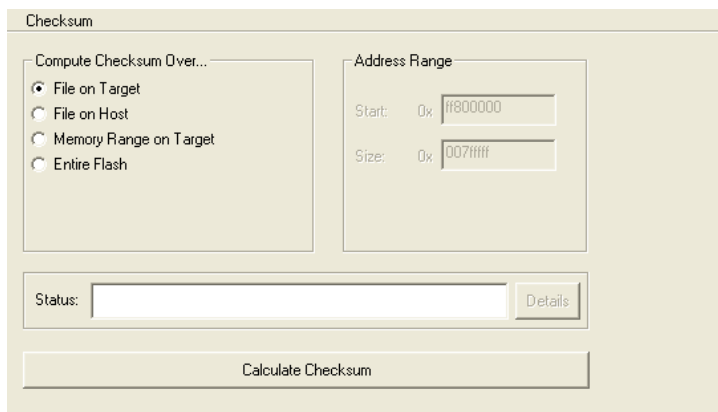 Checksum
Compute Checksum Over...
File on Target
File on Host
Memory Range on Target
Entire Flash
Address Range
Start: 0x ff800000
Size: 0x 007fffff
Status: Details
Calculate Checksum